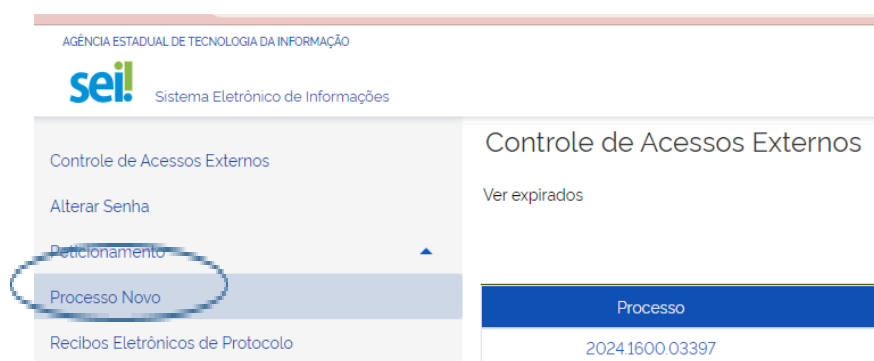 AGÊNCIA ESTADUAL DE TECNOLOGIA DA INFORMAÇÃO
sei!
Sistema Eletrônico de Informações
Controle de Acessos Externos
Alterar Senha
Peticionamento
Processo Novo
Recibos Eletrônicos de Protocolo
Controle de Acessos Externos
Ver expirados
Processo
2024.1600.03397